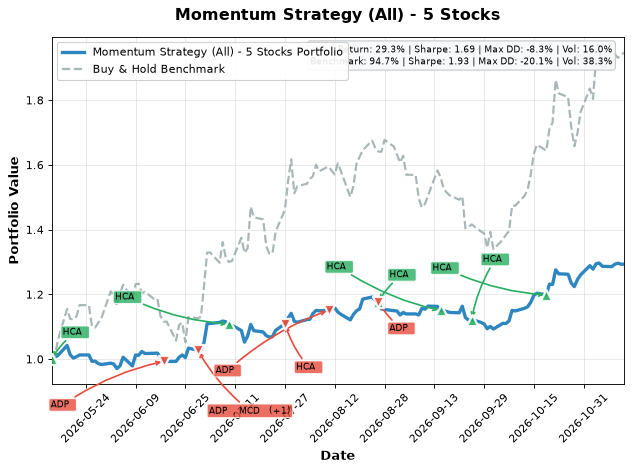 Momentum Strategy (All) - 5 Stocks
Momentum Strategy (All) - 5 Stocks Portfolio
Buy & Hold Benchmark
turn: 29.3% | Sharpe: 1.69 | Max DD: -8.3% | Vol: 16.0%
Benchmark: 94.7% | Sharpe: 1.93 | Max DD: -20.1% | Vol: 38.3%
Portfolio Value
1.8
1.6
1.4
1.2
1.0
HCA
HCA
HCA
HCA
HCA
HCA
ADP
ADP
HCA
ADP
ADP, MCD (+1)
2026-05-24
2026-06-09
2026-06-25
2026-08-12
2026-08-28
2026-09-13
2026-09-29
2026-10-15
2026-10-31
Date